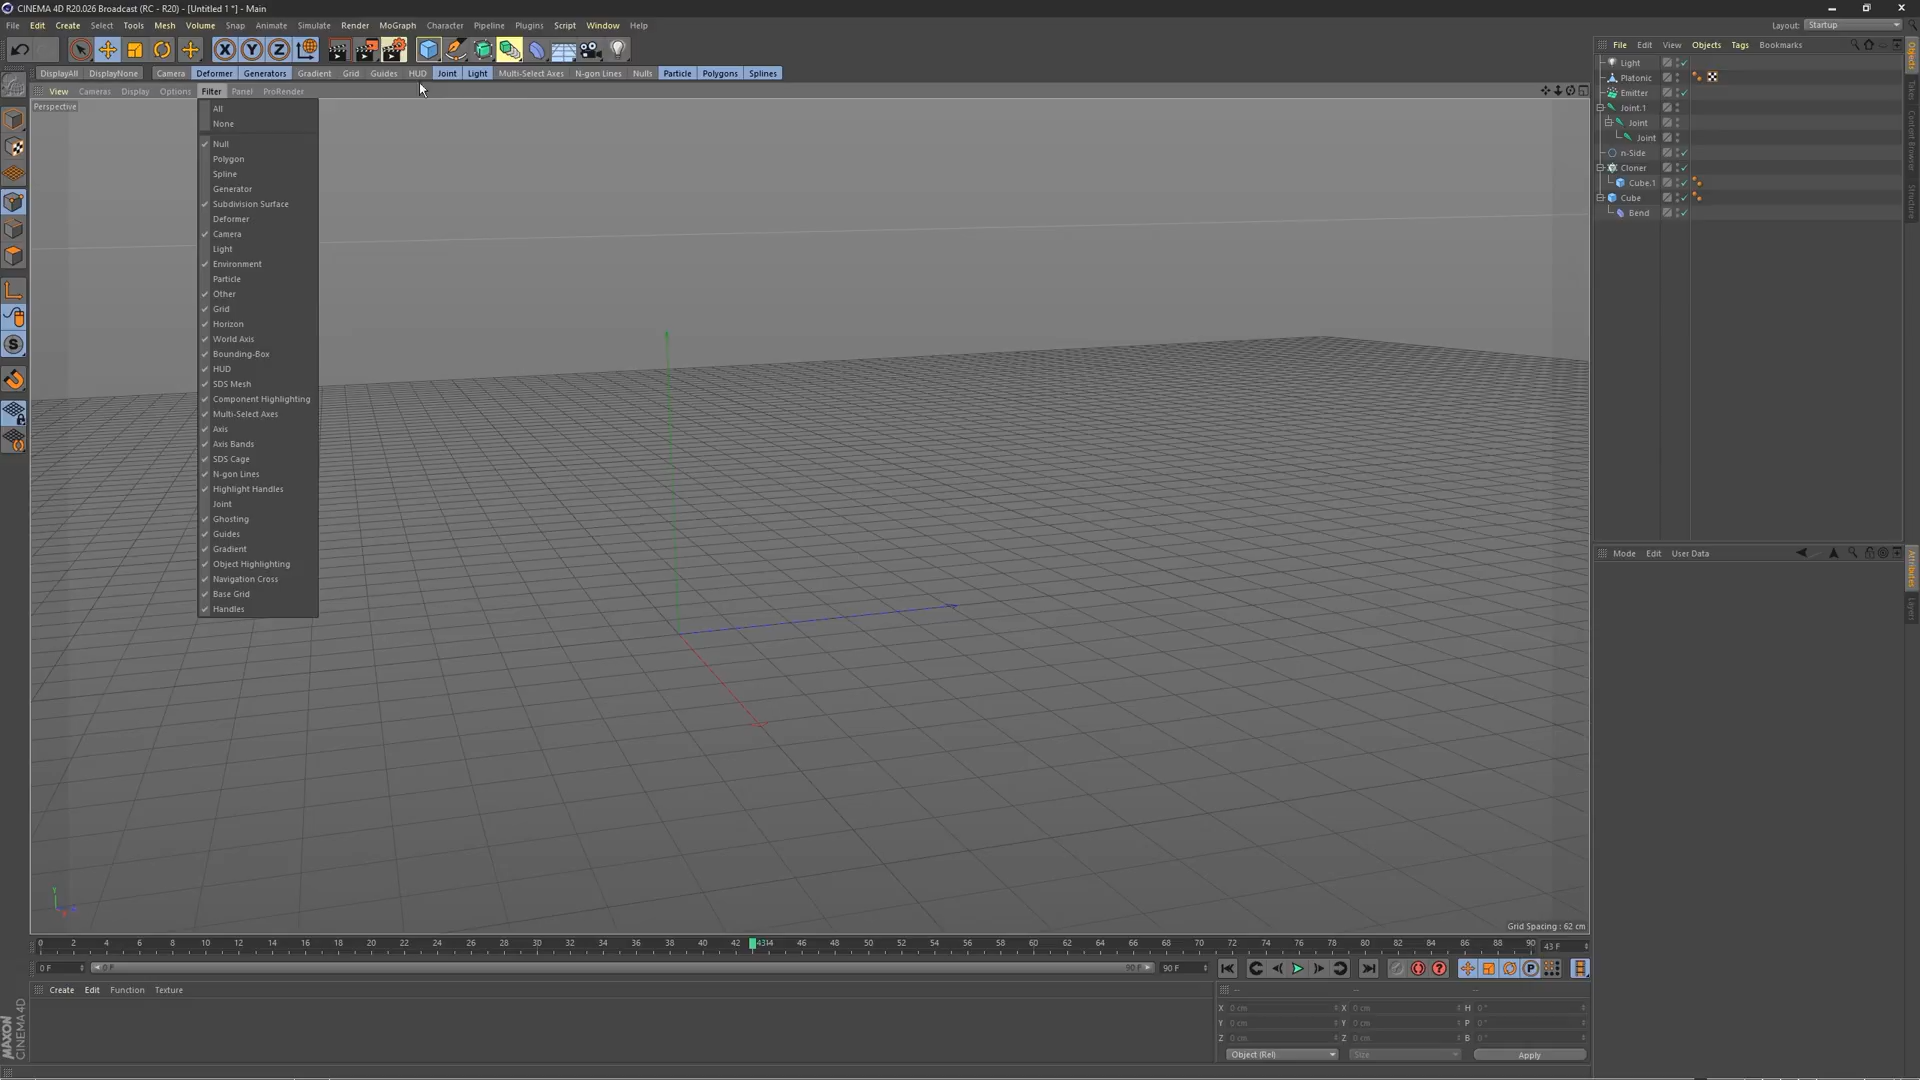 CINEMA 4D R20.026 Broadcast (RC - R20) - [Untitled 1 *] - Main
File Edit Create Select Tools Mesh Volume Snap Animate Simulate Render MoGraph Character Pipeline Plugins Script Window Help
Layout: Startup
DisplayAll DisplayNone Camera Deformer Generators Gradient Grid Guides HUD Joint Light Multi-Select Axes N-gon Lines Nulls Particle Polygons Splines
View Cameras Display Options Filter Panel ProRender
Perspective
All
None
Null
Polygon
Spline
Generator
Subdivision Surface
Deformer
Camera
Light
Environment
Particle
Other
Grid
Horizon
World Axis
Bounding-Box
HUD
SDS Mesh
Component Highlighting
Multi-Select Axes
Axis
Axis Bands
SDS Cage
N-gon Lines
Highlight Handles
Joint
Ghosting
Guides
Gradient
Object Highlighting
Navigation Cross
Base Grid
Handles
Y
Grid Spacing : 62 cm
File Edit View Objects Tags Bookmarks
Light
Platonic
Emitter
Joint.1
Joint
Joint
n-Side
Cloner
Cube.1
Cube
Bend
Objects
Takes
Content Browser
Structure
Mode Edit User Data
Attributes
Layers
0 2 4 6 8 10 12 14 16 18 20 22 24 26 28 30 32 34 36 38 40 42 46 48 50 52 54 56 58 60 62 64 66 68 70 72 74 76 78 80 82 84 86 88 90 43 F
0 F 0 F 90 F 90 F
Create Edit Function Texture
-- -- --
X 0 cm X 0 cm H 0 °
Y 0 cm Y 0 cm P 0 °
Z 0 cm Z 0 cm B 0 °
Object (Rel) Size Apply
MAXON
CINEMA 4D